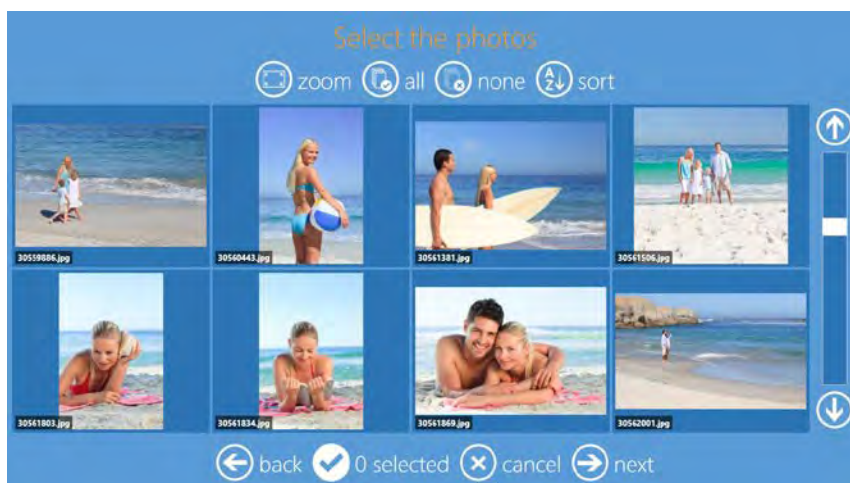 Select the photos
zoom all none sort
30559886.jpg 30560443.jpg 30561381.jpg 30561506.jpg
30561803.jpg 30561834.jpg 30561869.jpg 30562001.jpg
back 0 selected cancel next